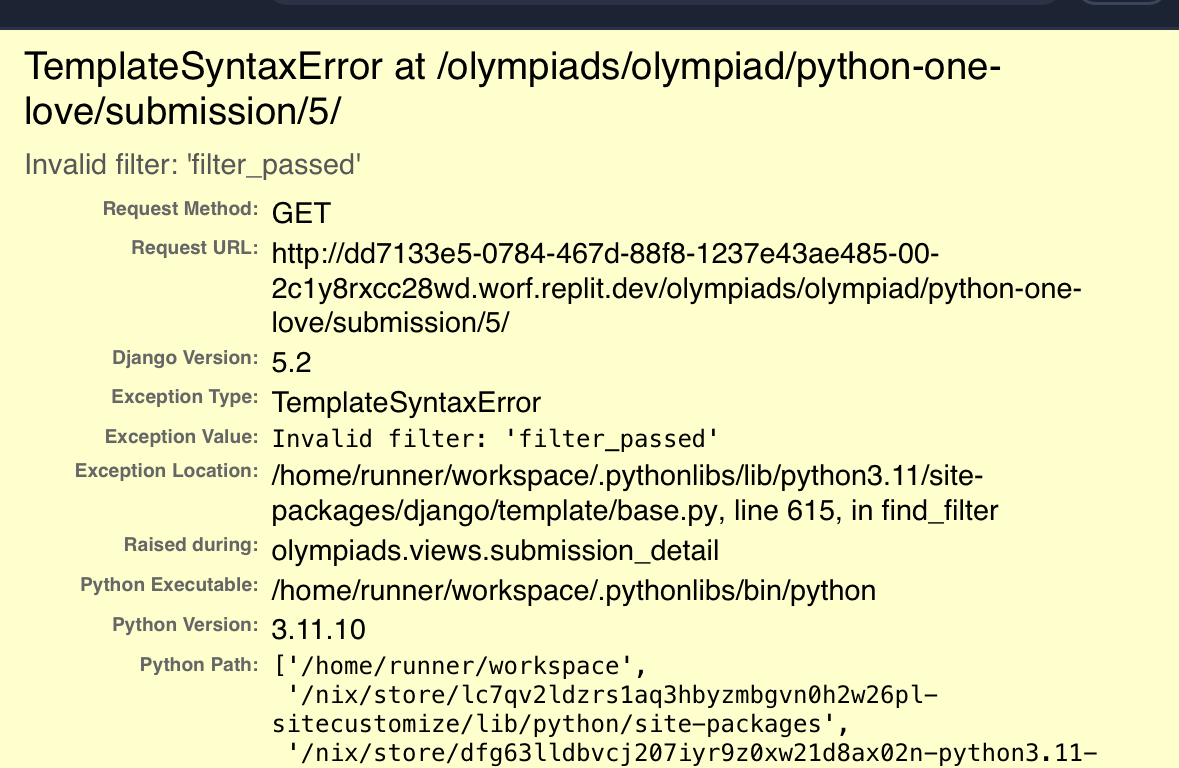 TemplateSyntaxError at /olympiads/olympiad/python-one-
love/submission/5/
Invalid filter: 'filter_passed'
Request Method: GET
Request URL: http://dd7133e5-0784-467d-88f8-1237e43ae485-00-
2c1y8rxcc28wd.worf.replit.dev/olympiads/olympiad/python-one-
love/submission/5/
Django Version: 5.2
Exception Type: TemplateSyntaxError
Exception Value: Invalid filter: 'filter_passed'
Exception Location: /home/runner/workspace/.pythonlibs/lib/python3.11/site-
packages/django/template/base.py, line 615, in find_filter
Raised during: olympiads.views.submission_detail
Python Executable: /home/runner/workspace/.pythonlibs/bin/python
Python Version: 3.11.10
Python Path: ['/home/runner/workspace',
'/nix/store/lc7qv2ldzrs1aq3hbyzmbgvn0h2w26pl-
sitecustomize/lib/python/site-packages',
'/nix/store/dfg63lldbvcj207iyr9z0xw21d8ax02n-python3.11-